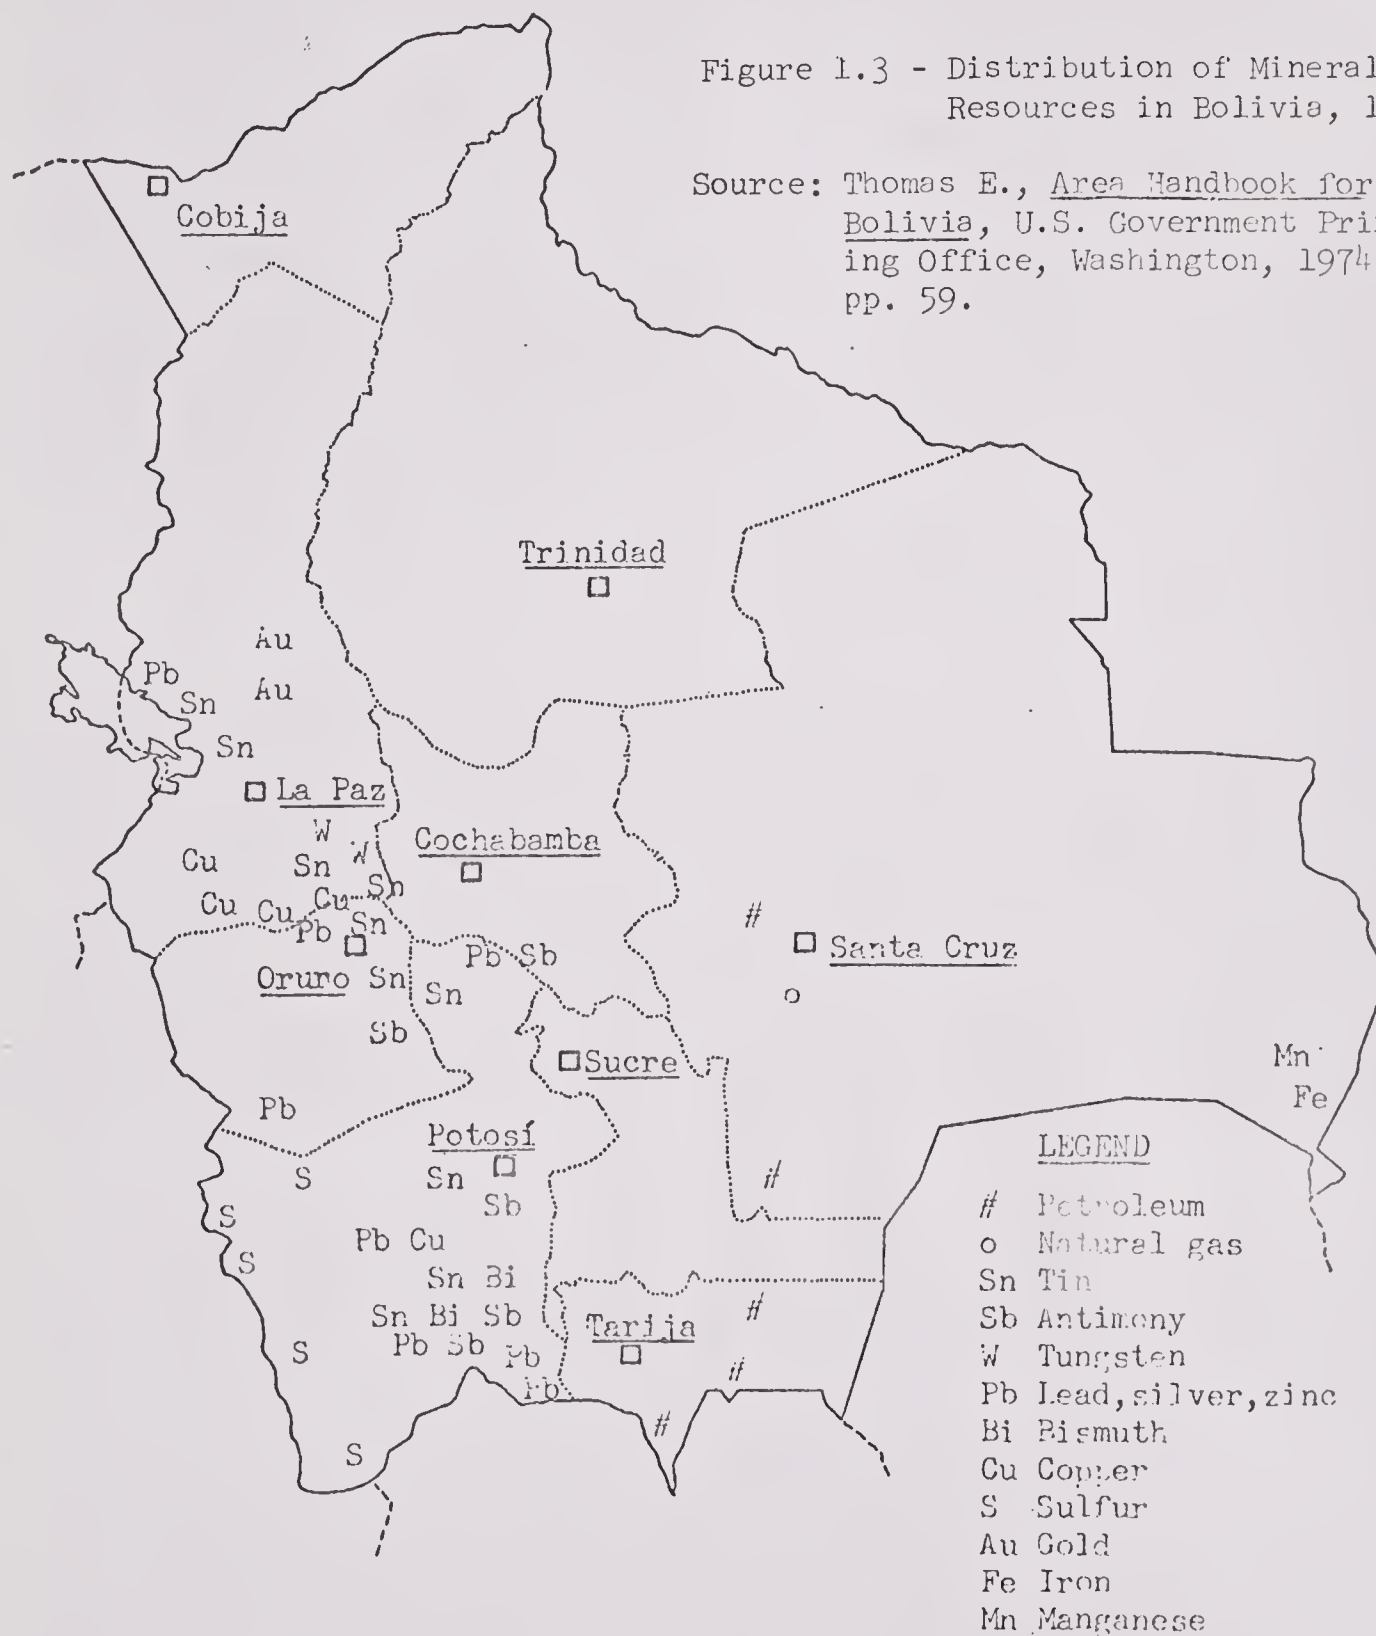 Figure 1.3 - Distribution of Mineral
Resources in Bolivia, 1
Source: Thomas E., Area Handbook for
Bolivia, U.S. Government Prin
ing Office, Washington, 1974
pp. 59.
Cobija
Trinidad
Au
Pb
Au
Sn
Sn
La Paz
W
Cochabamba
Cu Sn W
Cu Cu Cu Sn
Pb Sn
#
Santa Cruz
Pb Sb
Oruro Sn
Sn
o
Sb
Sucre
Mn
Fe
Pb
Potosí
S
Sn
#
S
Sb
Pb Cu
S
Sn Bi
Sn Bi Sb
#
Tarija
S
Pb Sb Pb
#
Pb
#
S
LEGEND
# Petroleum
o Natural gas
Sn Tin
Sb Antimony
W Tungsten
Pb Lead,silver,zinc
Bi Bismuth
Cu Copper
S Sulfur
Au Gold
Fe Iron
Mn Manganese